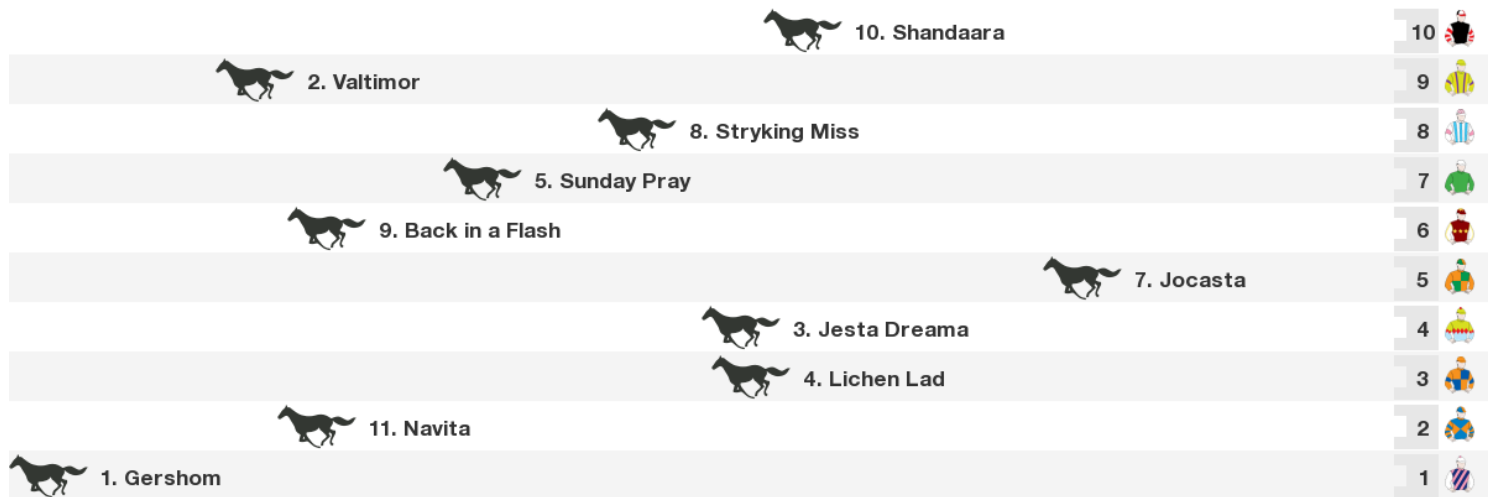 10. Shandaara 10
2. Valtimor 9
8. Stryking Miss 8
5. Sunday Pray 7
9. Back in a Flash 6
7. Jocasta 5
3. Jesta Dreama 4
4. Lichen Lad 3
11. Navita 2
1. Gershom 1